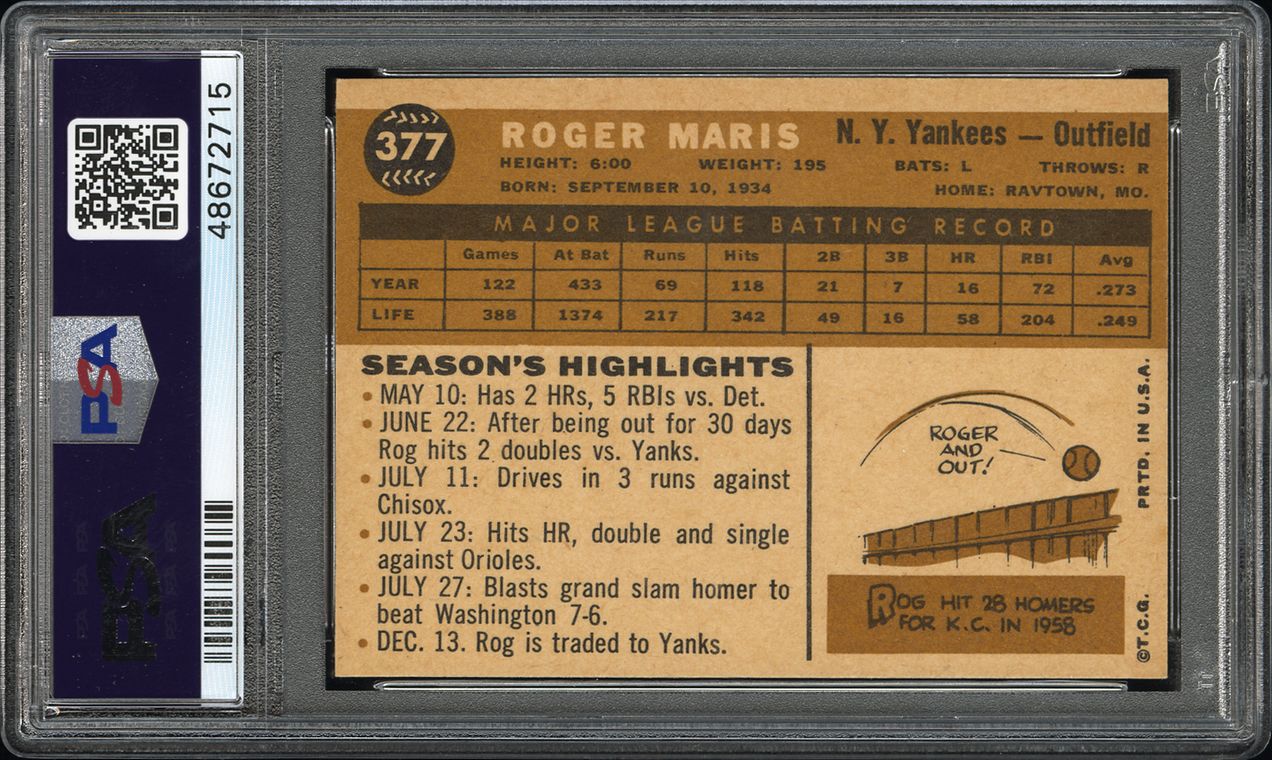 48672715
PSA
PSA
377
ROGER MARIS
N. Y. Yankees — Outfield
HEIGHT: 6:00 WEIGHT: 195 BATS: L THROWS: R
BORN: SEPTEMBER 10, 1934 HOME: RAVTOWN, MO.
MAJOR LEAGUE BATTING RECORD
Games At Bat Runs Hits 2B 3B HR RBI Avg
YEAR 122 433 69 118 21 7 16 72 .273
LIFE 388 1374 217 342 49 16 58 204 .249
SEASON'S HIGHLIGHTS
• MAY 10: Has 2 HRs, 5 RBIs vs. Det.
• JUNE 22: After being out for 30 days
Rog hits 2 doubles vs. Yanks.
• JULY 11: Drives in 3 runs against
Chisox.
• JULY 23: Hits HR, double and single
against Orioles.
• JULY 27: Blasts grand slam homer to
beat Washington 7-6.
• DEC. 13. Rog is traded to Yanks.
ROGER
AND
OUT!
ROG HIT 28 HOMERS
FOR K.C. IN 1958
©T.C.G. PRTD. IN U.S.A.